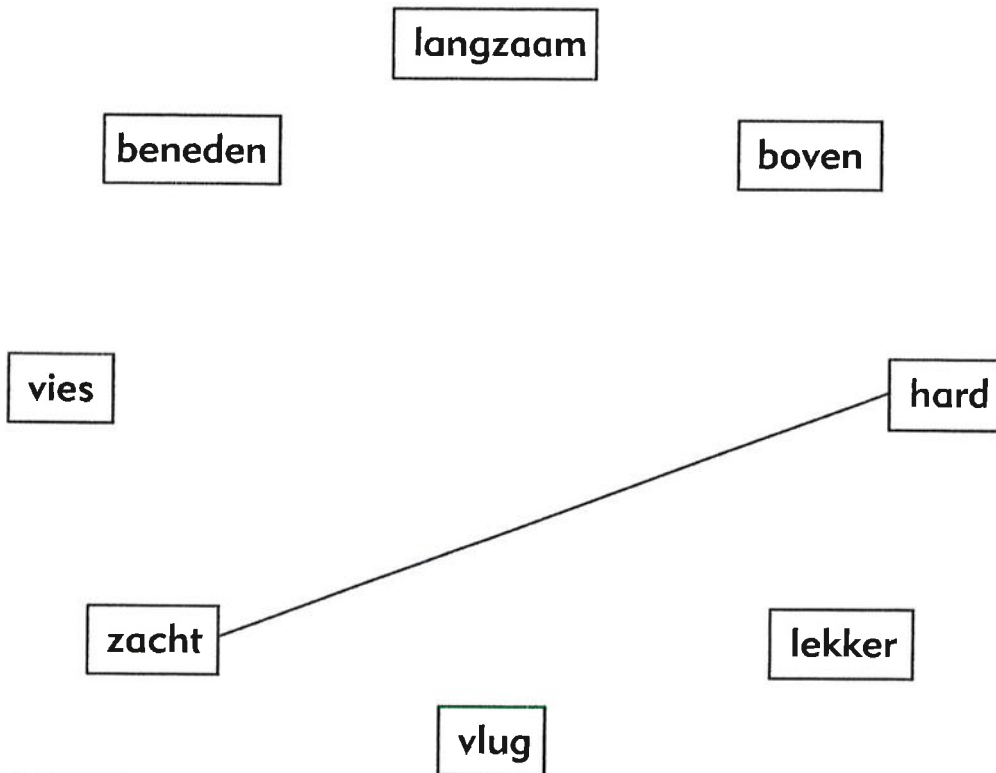 langzaam
beneden
boven
vies
hard
zacht
lekker
vlug